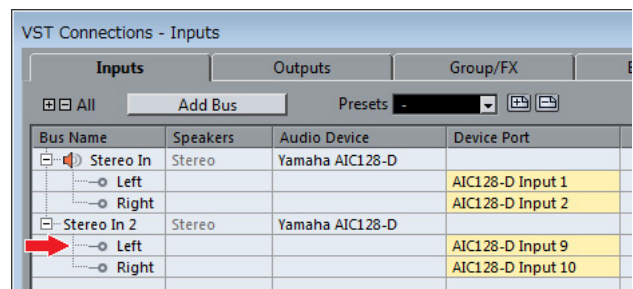 VST Connections - Inputs
Inputs Outputs Group/FX
All Add Bus Presets -
Bus Name Speakers Audio Device Device Port
Stereo In Stereo Yamaha AIC128-D
Left AIC128-D Input 1
Right AIC128-D Input 2
Stereo In 2 Stereo Yamaha AIC128-D
Left AIC128-D Input 9
Right AIC128-D Input 10